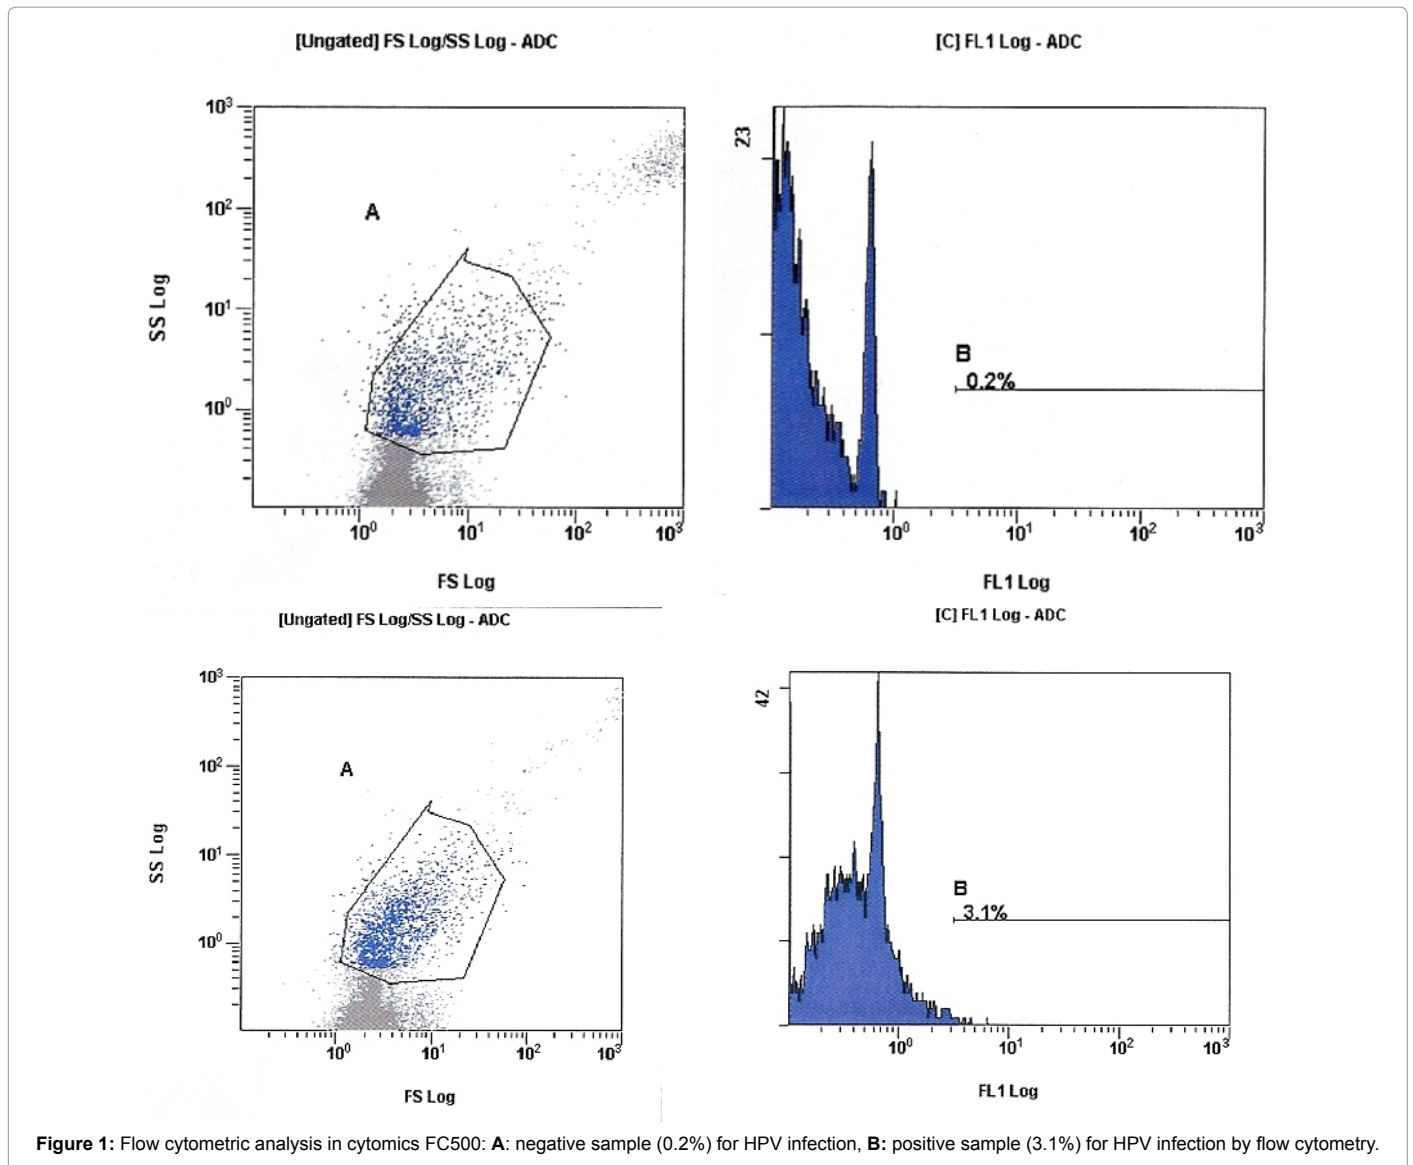 [Ungated] FS Log/SS Log - ADC
10³
10²
10¹
10⁰
SS Log
A
10⁰ 10¹ 10² 10³
FS Log
[C] FL1 Log - ADC
23
B
0.2%
10⁰ 10¹ 10² 10³
FL1 Log
[Ungated] FS Log/SS Log - ADC
10³
10²
10¹
10⁰
SS Log
A
10⁰ 10¹ 10² 10³
FS Log
[C] FL1 Log - ADC
42
B
3.1%
10⁰ 10¹ 10² 10³
FL1 Log
Figure 1: Flow cytometric analysis in cytomics FC500: A: negative sample (0.2%) for HPV infection, B: positive sample (3.1%) for HPV infection by flow cytometry.